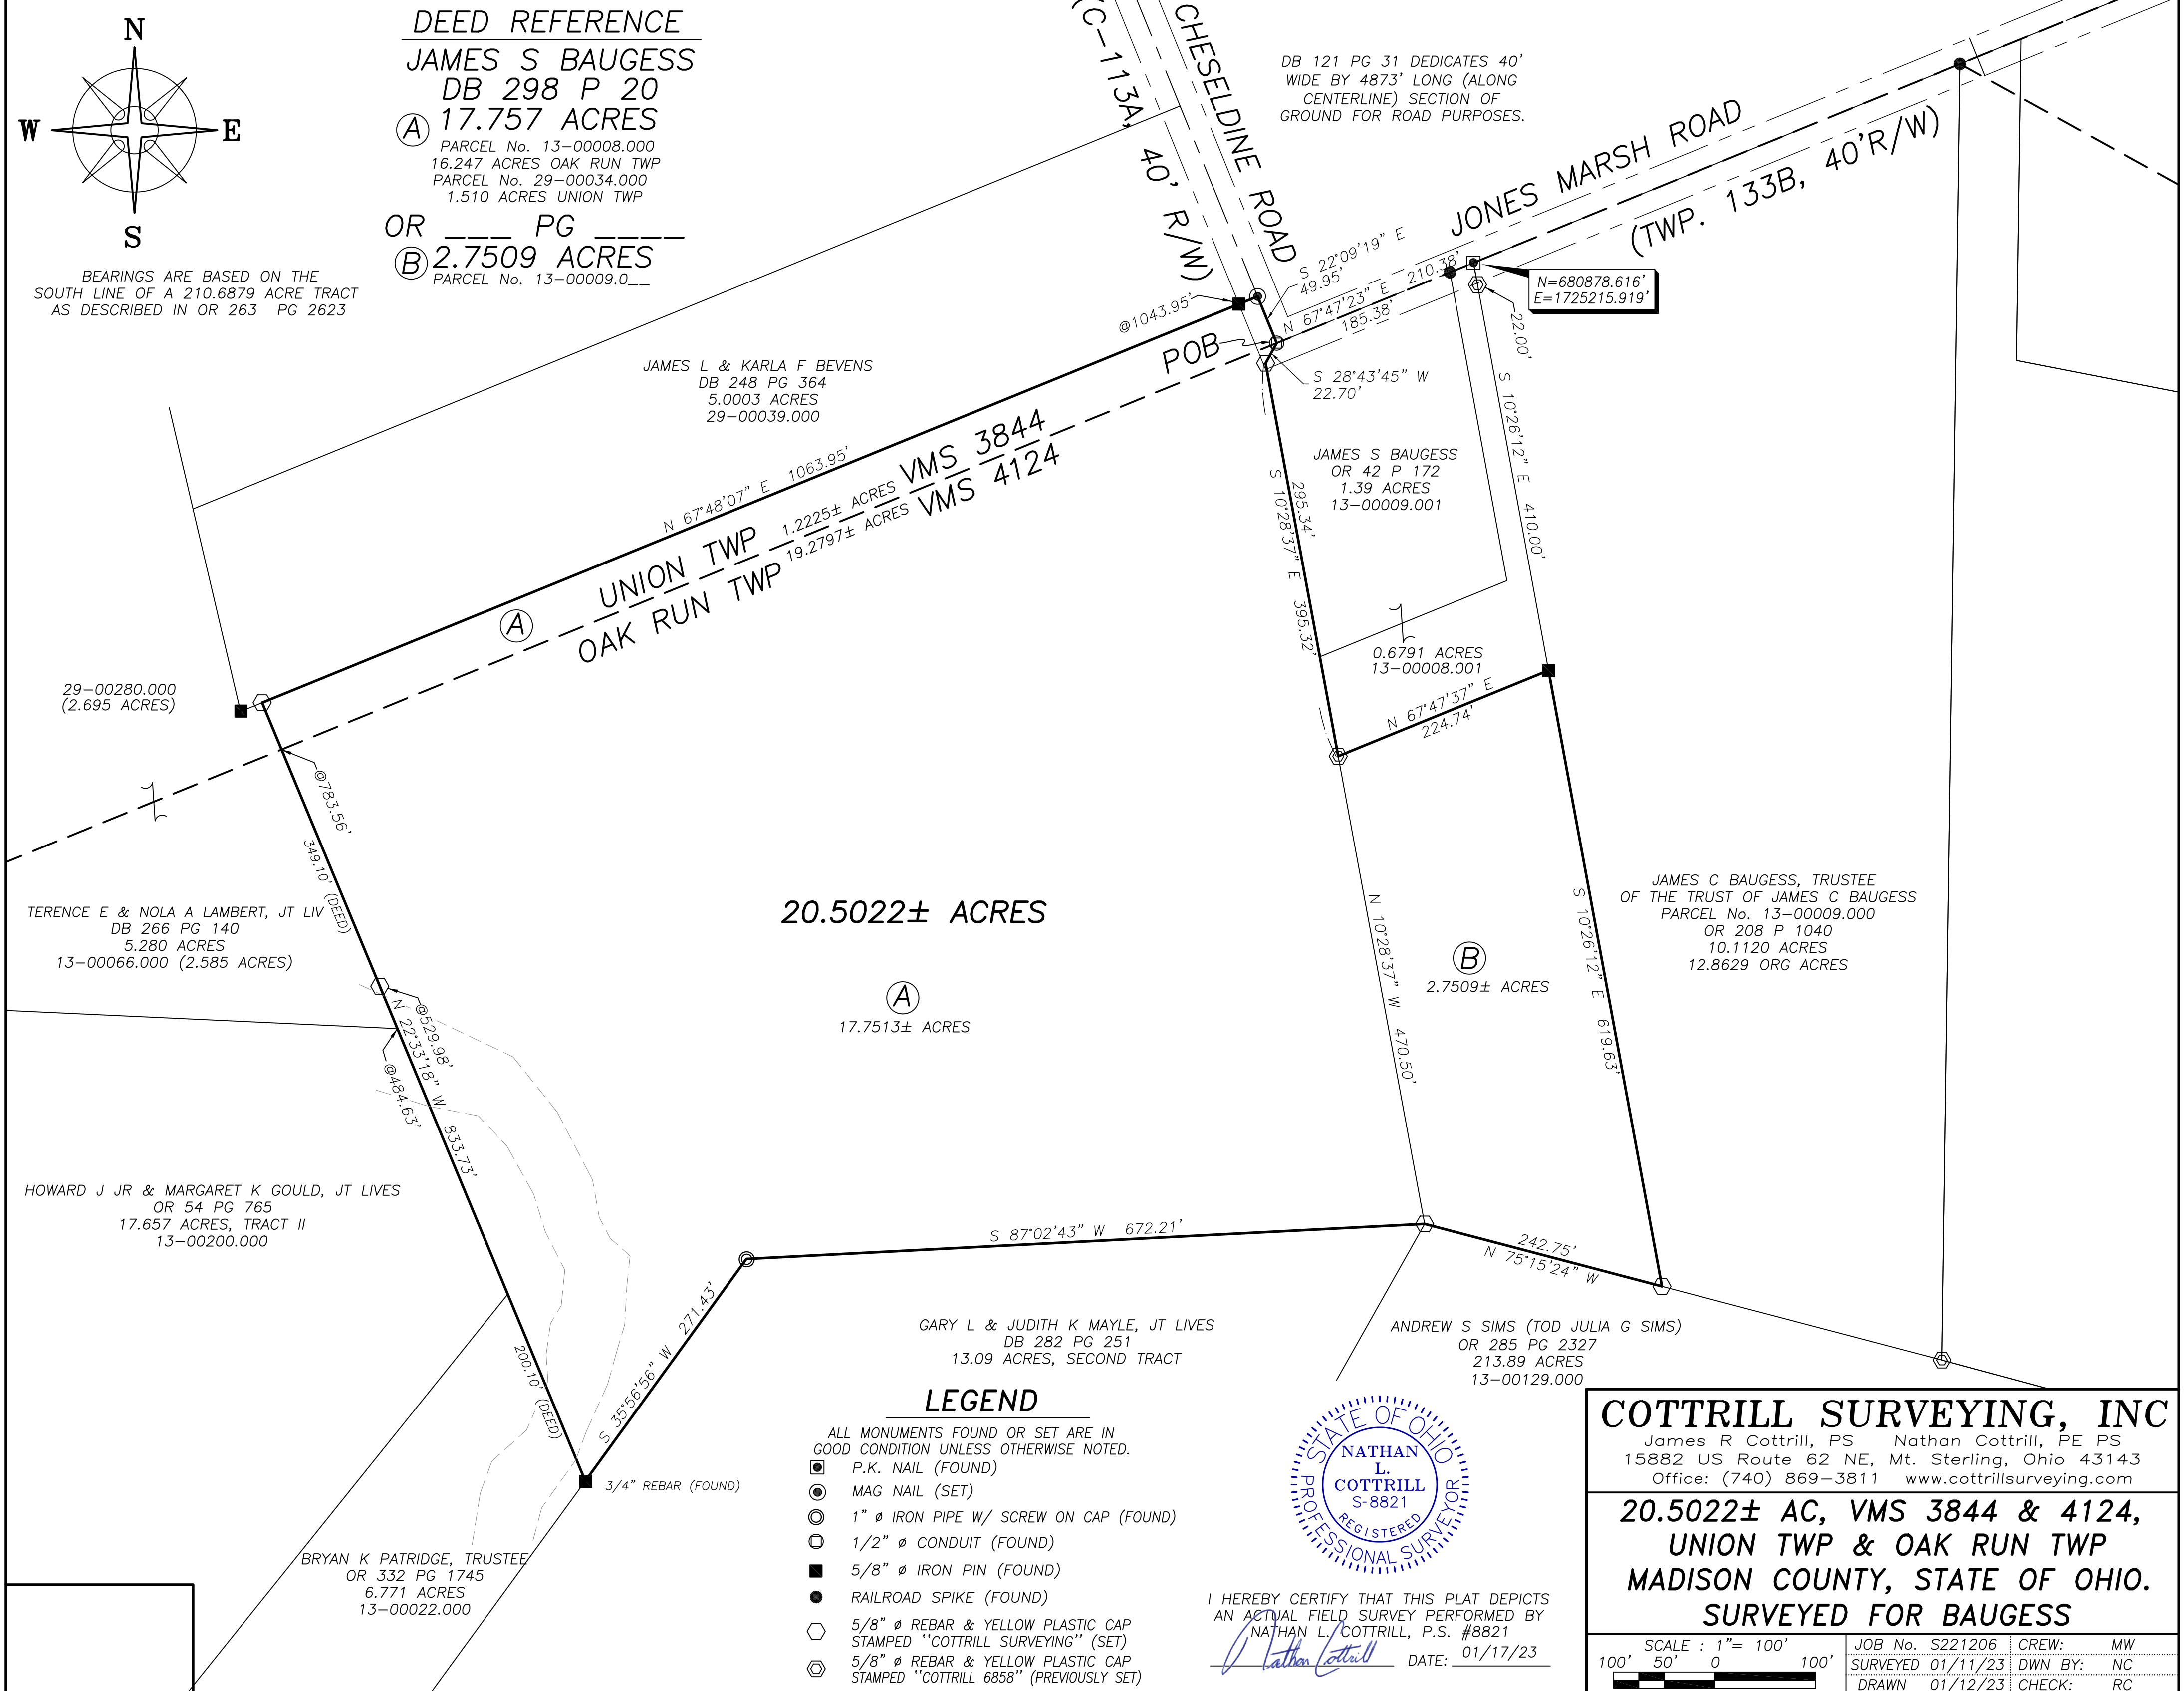 N
W
E
S
BEARINGS ARE BASED ON THE
SOUTH LINE OF A 210.6879 ACRE TRACT
AS DESCRIBED IN OR 263 PG 2623
DEED REFERENCE
JAMES S BAUGESS
DB 298 P 20
A 17.757 ACRES
PARCEL No. 13-00008.000
16.247 ACRES OAK RUN TWP
PARCEL No. 29-00034.000
1.510 ACRES UNION TWP
OR ___ PG ____
B 2.7509 ACRES
PARCEL No. 13-00009.0__
CHESELDINE ROAD
(C-113A, 40' R/W)
DB 121 PG 31 DEDICATES 40'
WIDE BY 4873' LONG (ALONG
CENTERLINE) SECTION OF
GROUND FOR ROAD PURPOSES.
JONES MARSH ROAD
(TWP. 133B, 40'R/W)
N=680878.616'
E=1725215.919'
S 22°09'19" E
49.95'
N 67°47'23" E 210.38'
185.38'
22.00'
@1043.95'
POB
S 28°43'45" W
22.70'
JAMES L & KARLA F BEVENS
DB 248 PG 364
5.0003 ACRES
29-00039.000
N 67°48'07" E 1063.95'
UNION TWP 1.2225± ACRES VMS 3844
OAK RUN TWP 19.2797± ACRES VMS 4124
A
JAMES S BAUGESS
OR 42 P 172
1.39 ACRES
13-00009.001
S 10°26'12" E 410.00'
295.34'
S 10°28'37" E 395.32'
0.6791 ACRES
13-00008.001
N 67°47'37" E
224.74'
29-00280.000
(2.695 ACRES)
@783.56'
349.10' (DEED)
TERENCE E & NOLA A LAMBERT, JT LIV
DB 266 PG 140
5.280 ACRES
13-00066.000 (2.585 ACRES)
@529.98'
N 22°33'18" W 833.73'
@484.63'
20.5022± ACRES
A
17.7513± ACRES
N 10°28'37" W 470.50'
B
2.7509± ACRES
S 10°26'12" E 619.63'
JAMES C BAUGESS, TRUSTEE
OF THE TRUST OF JAMES C BAUGESS
PARCEL No. 13-00009.000
OR 208 P 1040
10.1120 ACRES
12.8629 ORG ACRES
HOWARD J JR & MARGARET K GOULD, JT LIVES
OR 54 PG 765
17.657 ACRES, TRACT II
13-00200.000
200.10' (DEED)
S 35°56'56" W 271.43'
S 87°02'43" W 672.21'
242.75'
N 75°15'24" W
3/4" REBAR (FOUND)
GARY L & JUDITH K MAYLE, JT LIVES
DB 282 PG 251
13.09 ACRES, SECOND TRACT
ANDREW S SIMS (TOD JULIA G SIMS)
OR 285 PG 2327
213.89 ACRES
13-00129.000
BRYAN K PATRIDGE, TRUSTEE
OR 332 PG 1745
6.771 ACRES
13-00022.000
LEGEND
ALL MONUMENTS FOUND OR SET ARE IN
GOOD CONDITION UNLESS OTHERWISE NOTED.
P.K. NAIL (FOUND)
MAG NAIL (SET)
1" ø IRON PIPE W/ SCREW ON CAP (FOUND)
1/2" ø CONDUIT (FOUND)
5/8" ø IRON PIN (FOUND)
RAILROAD SPIKE (FOUND)
5/8" ø REBAR & YELLOW PLASTIC CAP
STAMPED "COTTRILL SURVEYING" (SET)
5/8" ø REBAR & YELLOW PLASTIC CAP
STAMPED "COTTRILL 6858" (PREVIOUSLY SET)
STATE OF OHIO
NATHAN
L.
COTTRILL
S-8821
REGISTERED
PROFESSIONAL SURVEYOR
I HEREBY CERTIFY THAT THIS PLAT DEPICTS
AN ACTUAL FIELD SURVEY PERFORMED BY
NATHAN L. COTTRILL, P.S. #8821
Nathan Cottrill DATE: 01/17/23
COTTRILL SURVEYING, INC
James R Cottrill, PS Nathan Cottrill, PE PS
15882 US Route 62 NE, Mt. Sterling, Ohio 43143
Office: (740) 869-3811 www.cottrillsurveying.com
20.5022± AC, VMS 3844 & 4124,
UNION TWP & OAK RUN TWP
MADISON COUNTY, STATE OF OHIO.
SURVEYED FOR BAUGESS
SCALE : 1"= 100'
100' 50' 0 100'
JOB No. S221206 CREW: MW
SURVEYED 01/11/23 DWN BY: NC
DRAWN 01/12/23 CHECK: RC